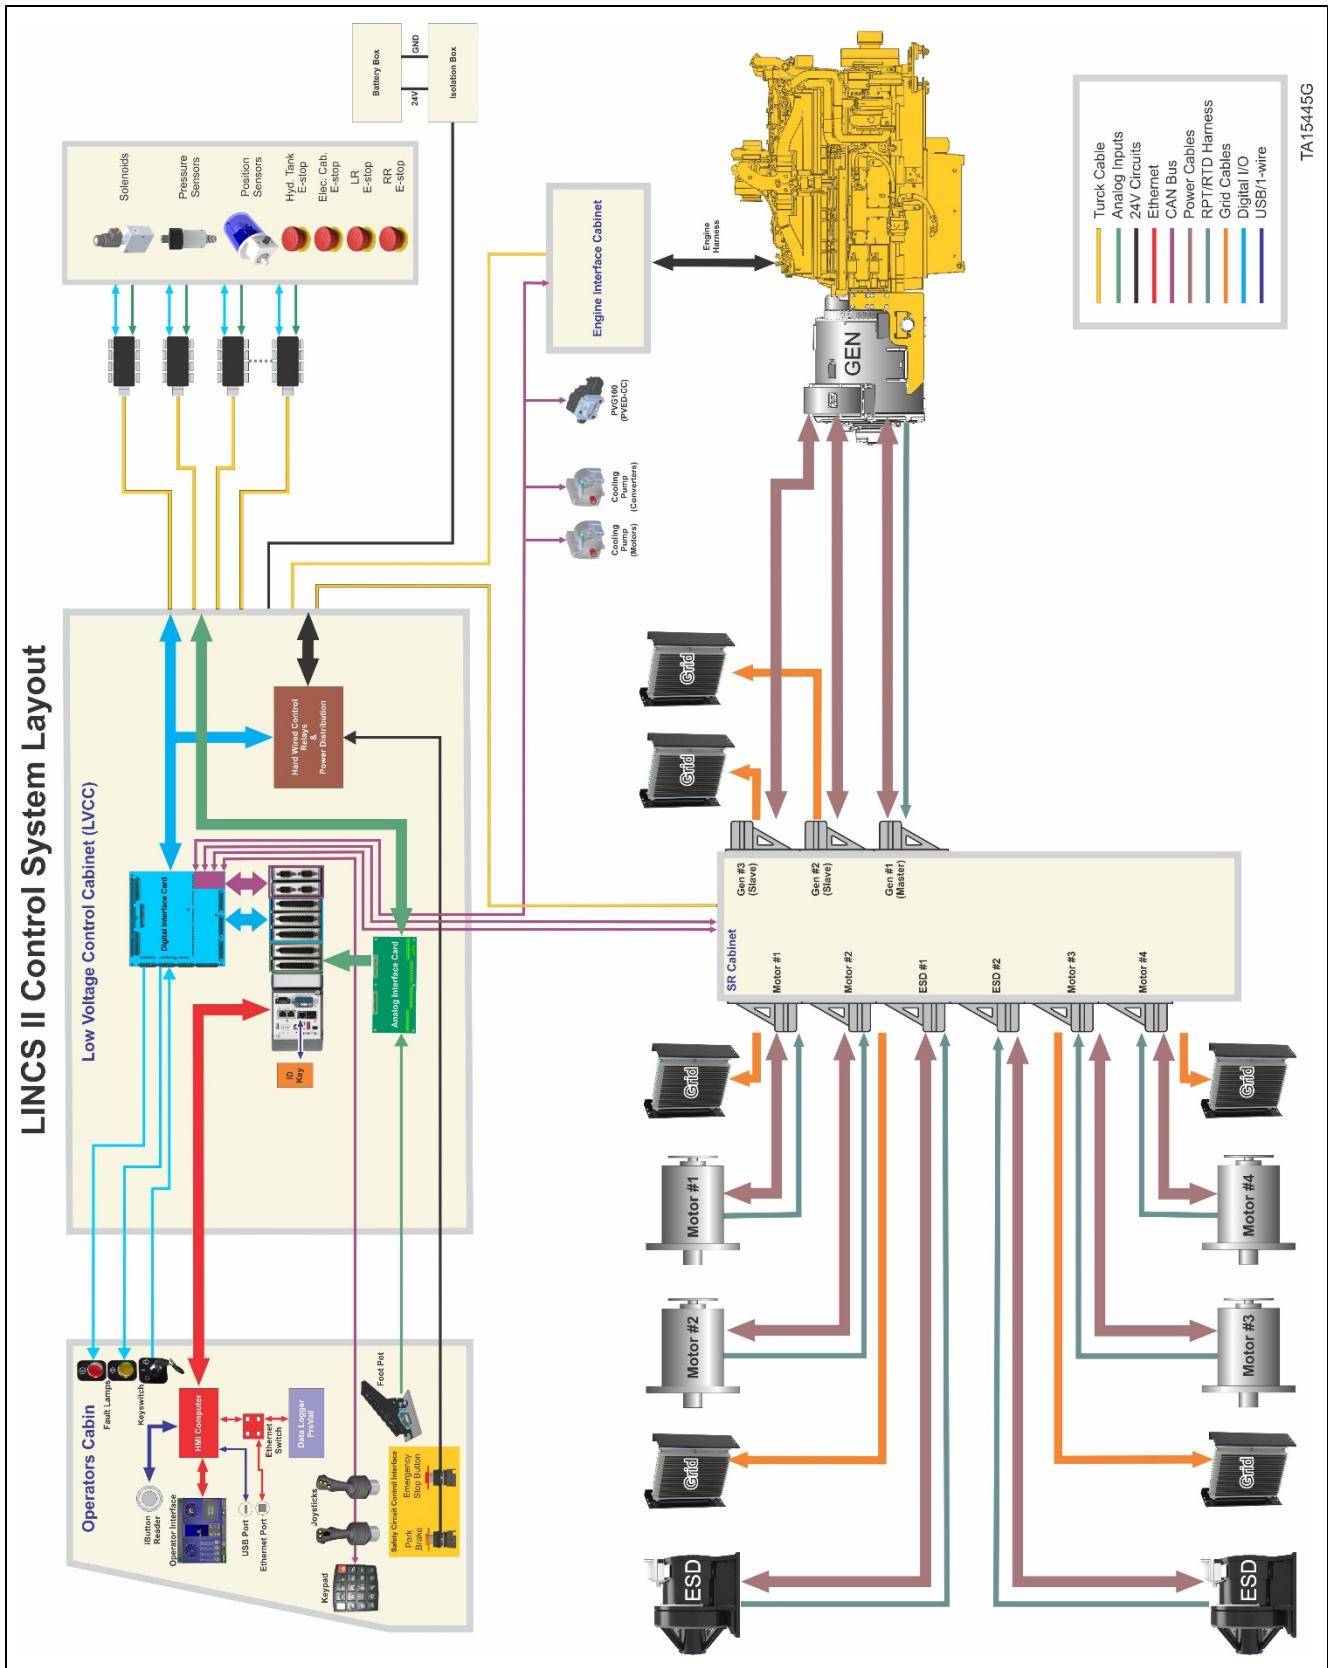 LINCS II Control System Layout
Operators Cabin
Fault Lamps
Keyswitch
IButton
Reader
HMI Computer
Operator Interface
Ethernet
Switch
Data Logger
PreVail
USB Port
Ethernet Port
Joysticks
Keypad
Foot Pot
Safety Circuit Control Interface
Park
Brake
Emergency
Stop Button
Low Voltage Control Cabinet (LVCC)
Digital Interface Card
Analog Interface Card
ID
Key
Hard Wired Control
Relays
&
Power Distribution
Battery Box
GND
24V
Isolation Box
Solenoids
Pressure
Sensors
Position
Sensors
Hyd. Tank
E-stop
Elec. Cab.
E-stop
LR
E-stop
RR
E-stop
Engine Interface Cabinet
Engine
Harness
PVG100
(PVED-CC)
Cooling
Pump
(Converters)
Cooling
Pump
(Motors)
GEN
Grid
Grid
SR Cabinet
Gen #3
(Slave)
Gen #2
(Slave)
Gen #1
(Master)
Motor #1
Motor #2
ESD #1
ESD #2
Motor #3
Motor #4
Grid
Grid
Motor #1
Motor #4
Motor #2
Motor #3
Grid
Grid
ESD
ESD
Turck Cable
Analog Inputs
24V Circuits
Ethernet
CAN Bus
Power Cables
RPT/RTD Harness
Grid Cables
Digital I/O
USB/1-wire
TA15445G